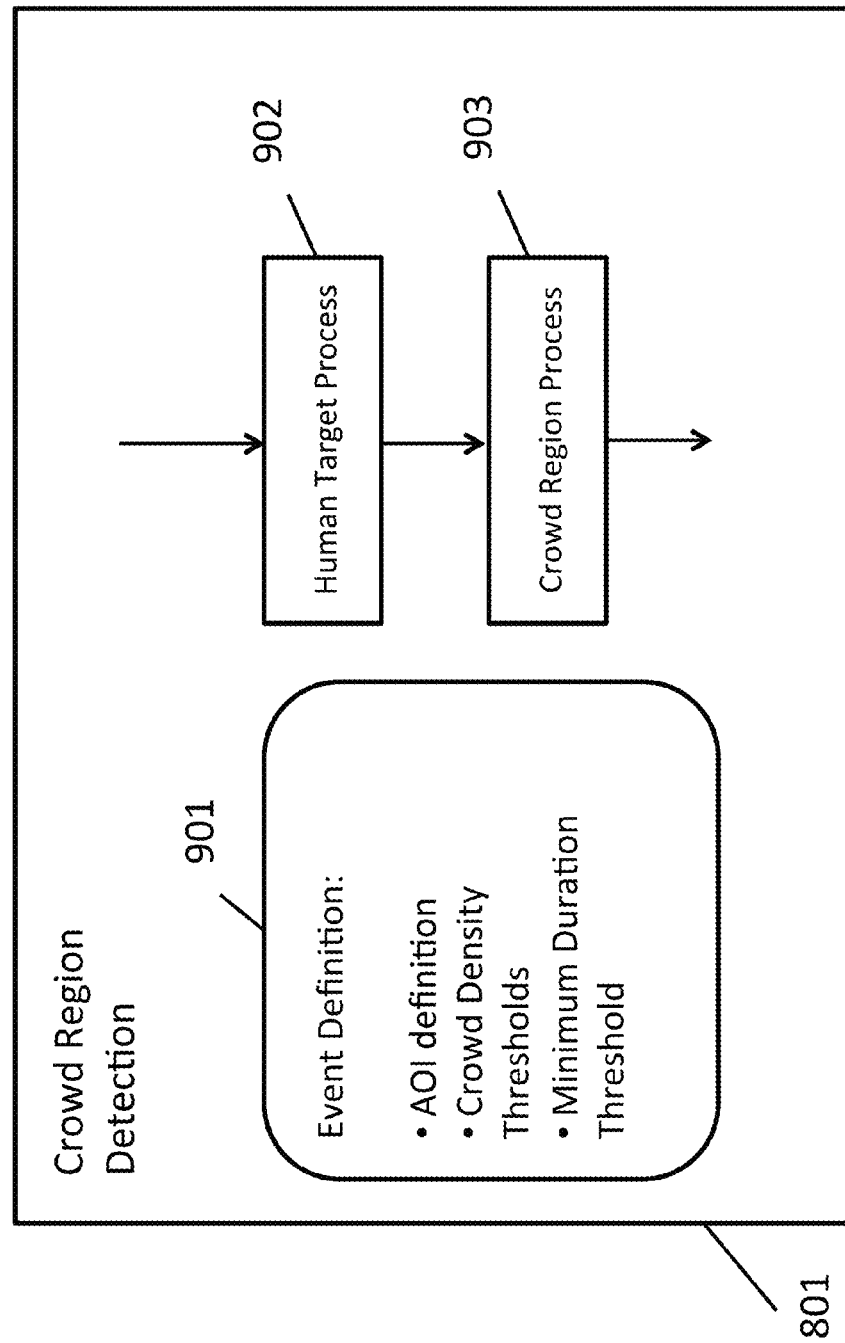 Crowd Region
Detection
901
Event Definition:
• AOI definition
• Crowd Density
Thresholds
• Minimum Duration
Threshold
902
Human Target Process
903
Crowd Region Process
801